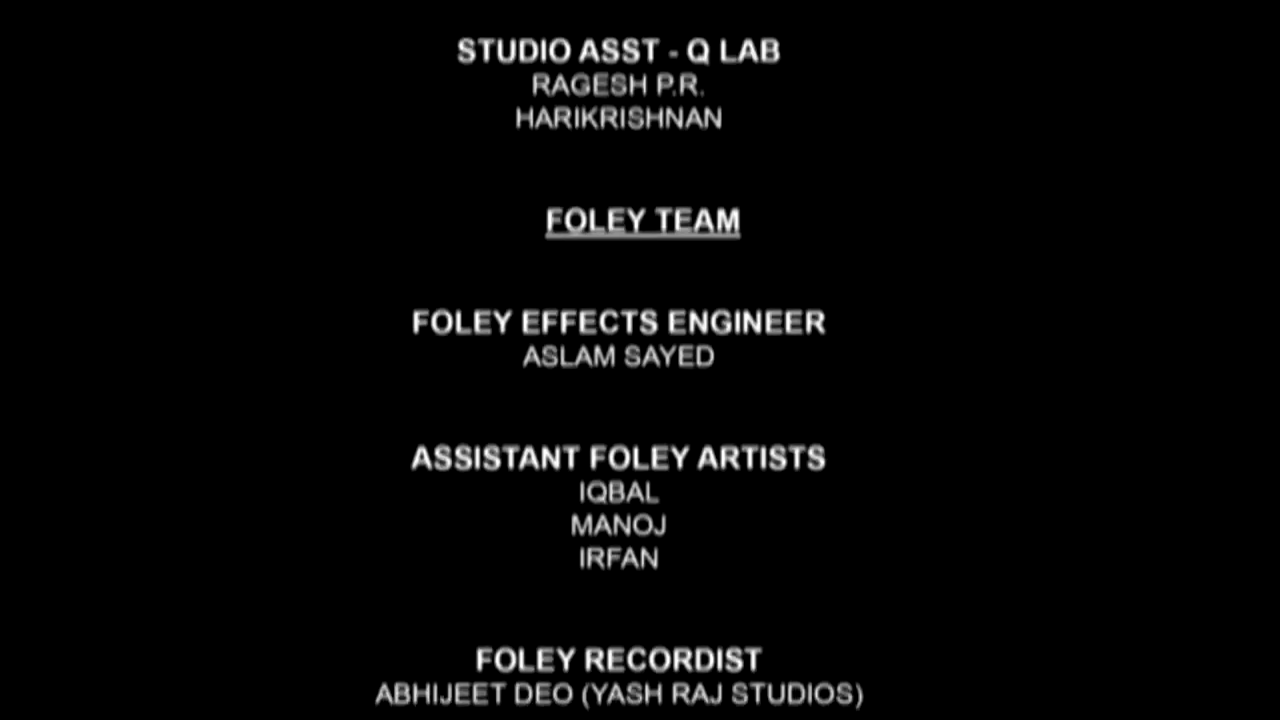 STUDIO ASST - Q LAB
RAGESH P.R.
HARIKRISHNAN
FOLEY TEAM
FOLEY EFFECTS ENGINEER
ASLAM SAYED
ASSISTANT FOLEY ARTISTS
IQBAL
MANOJ
IRFAN
FOLEY RECORDIST
ABHIJEET DEO (YASH RAJ STUDIOS)